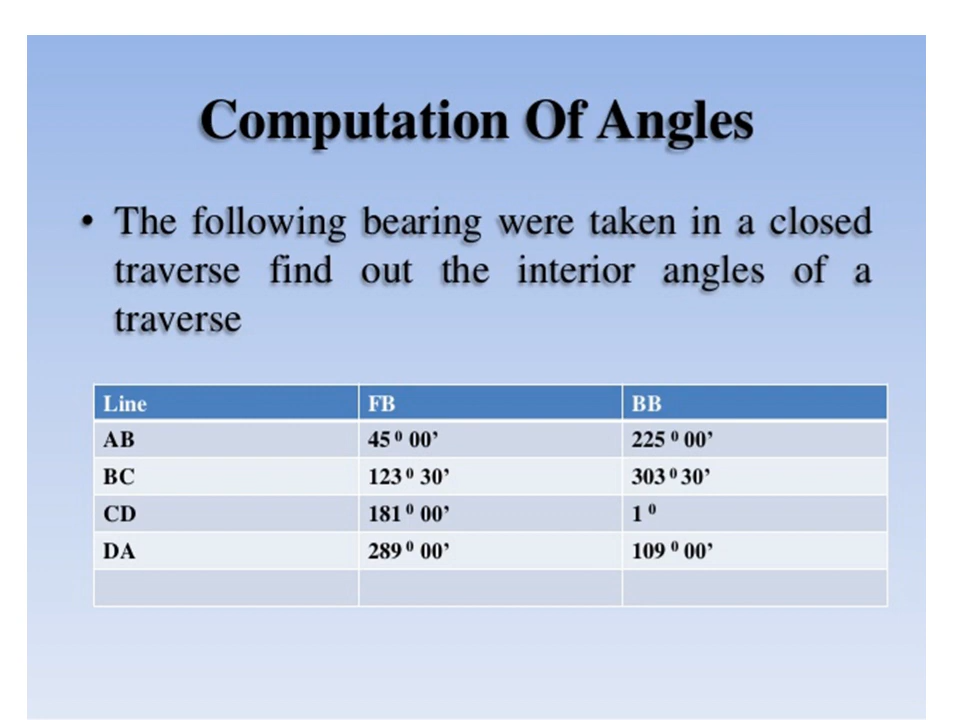 Computation Of Angles
• The following bearing were taken in a closed
traverse find out the interior angles of a
traverse
Line FB BB
AB 45 ⁰ 00’ 225 ⁰ 00’
BC 123 ⁰ 30’ 303 ⁰ 30’
CD 181 ⁰ 00’ 1 ⁰
DA 289 ⁰ 00’ 109 ⁰ 00’